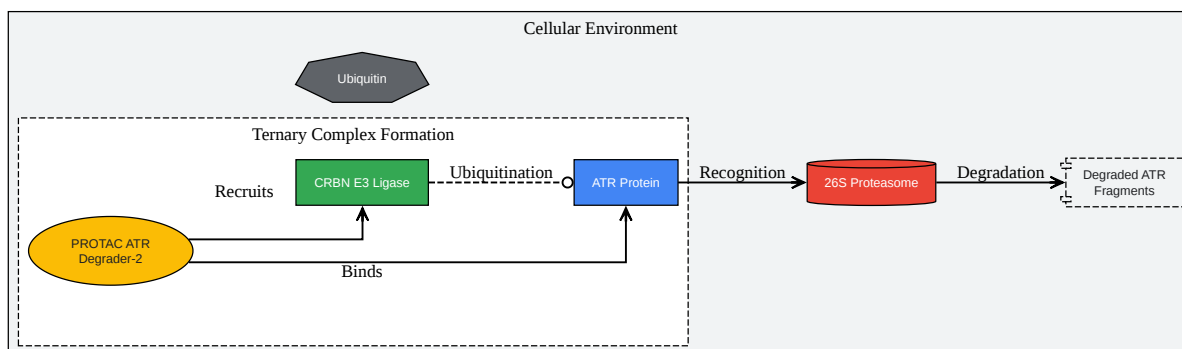 Cellular Environment
Ubiquitin
Ternary Complex Formation
Recruits
CRBN E3 Ligase
Ubiquitination
ATR Protein
Recognition
26S Proteasome
Degradation
Degraded ATR
Fragments
PROTAC ATR
Degrader-2
Binds